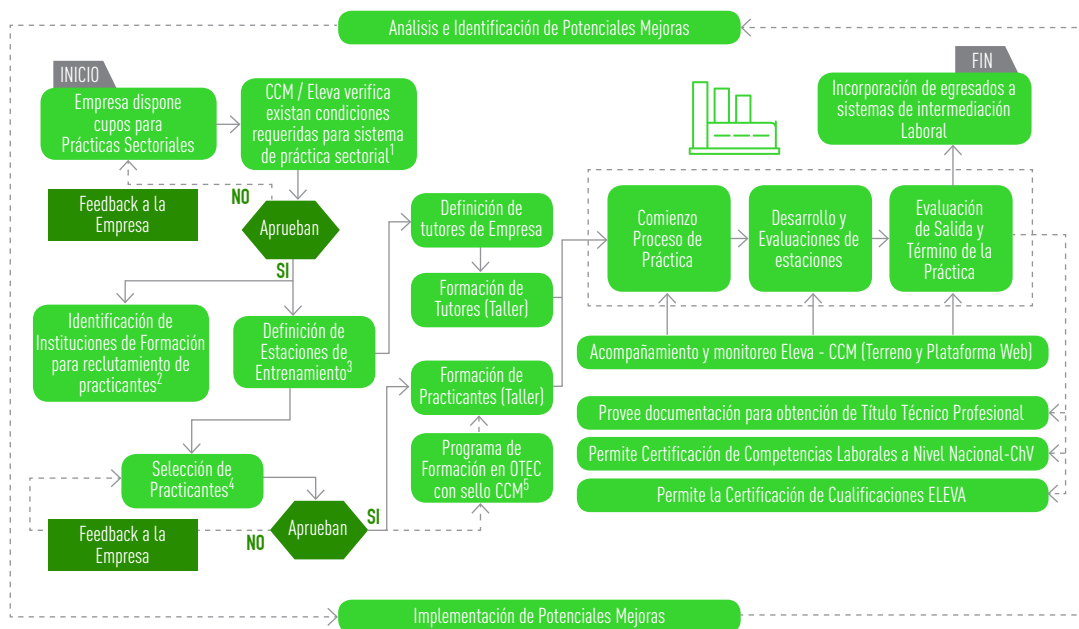 Análisis e Identificación de Potenciales Mejoras
INICIO
Empresa dispone
cupos para
Prácticas Sectoriales
CCM / Eleva verifica
existan condiciones
requeridas para sistema
de práctica sectorial1
FIN
Incorporación de egresados a
sistemas de intermediación
Laboral
Feedback a la
Empresa
NO
Aprueban
SI
Definición de
tutores de Empresa
Formación de
Tutores (Taller)
Comienzo
Proceso de
Práctica
Desarrollo y
Evaluaciones de
estaciones
Evaluación
de Salida y
Término de la
Práctica
Identificación de
Instituciones de Formación
para reclutamiento de
practicantes2
Definición de
Estaciones de
Entrenamiento3
Formación de
Practicantes (Taller)
Acompañamiento y monitoreo Eleva - CCM (Terreno y Plataforma Web)
Provee documentación para obtención de Título Técnico Profesional
Permite Certificación de Competencias Laborales a Nivel Nacional-ChV
Permite la Certificación de Cualificaciones ELEVA
Selección de
Practicantes4
Programa de
Formación en OTEC
con sello CCM5
Feedback a la
Empresa
NO
Aprueban
SI
Implementación de Potenciales Mejoras